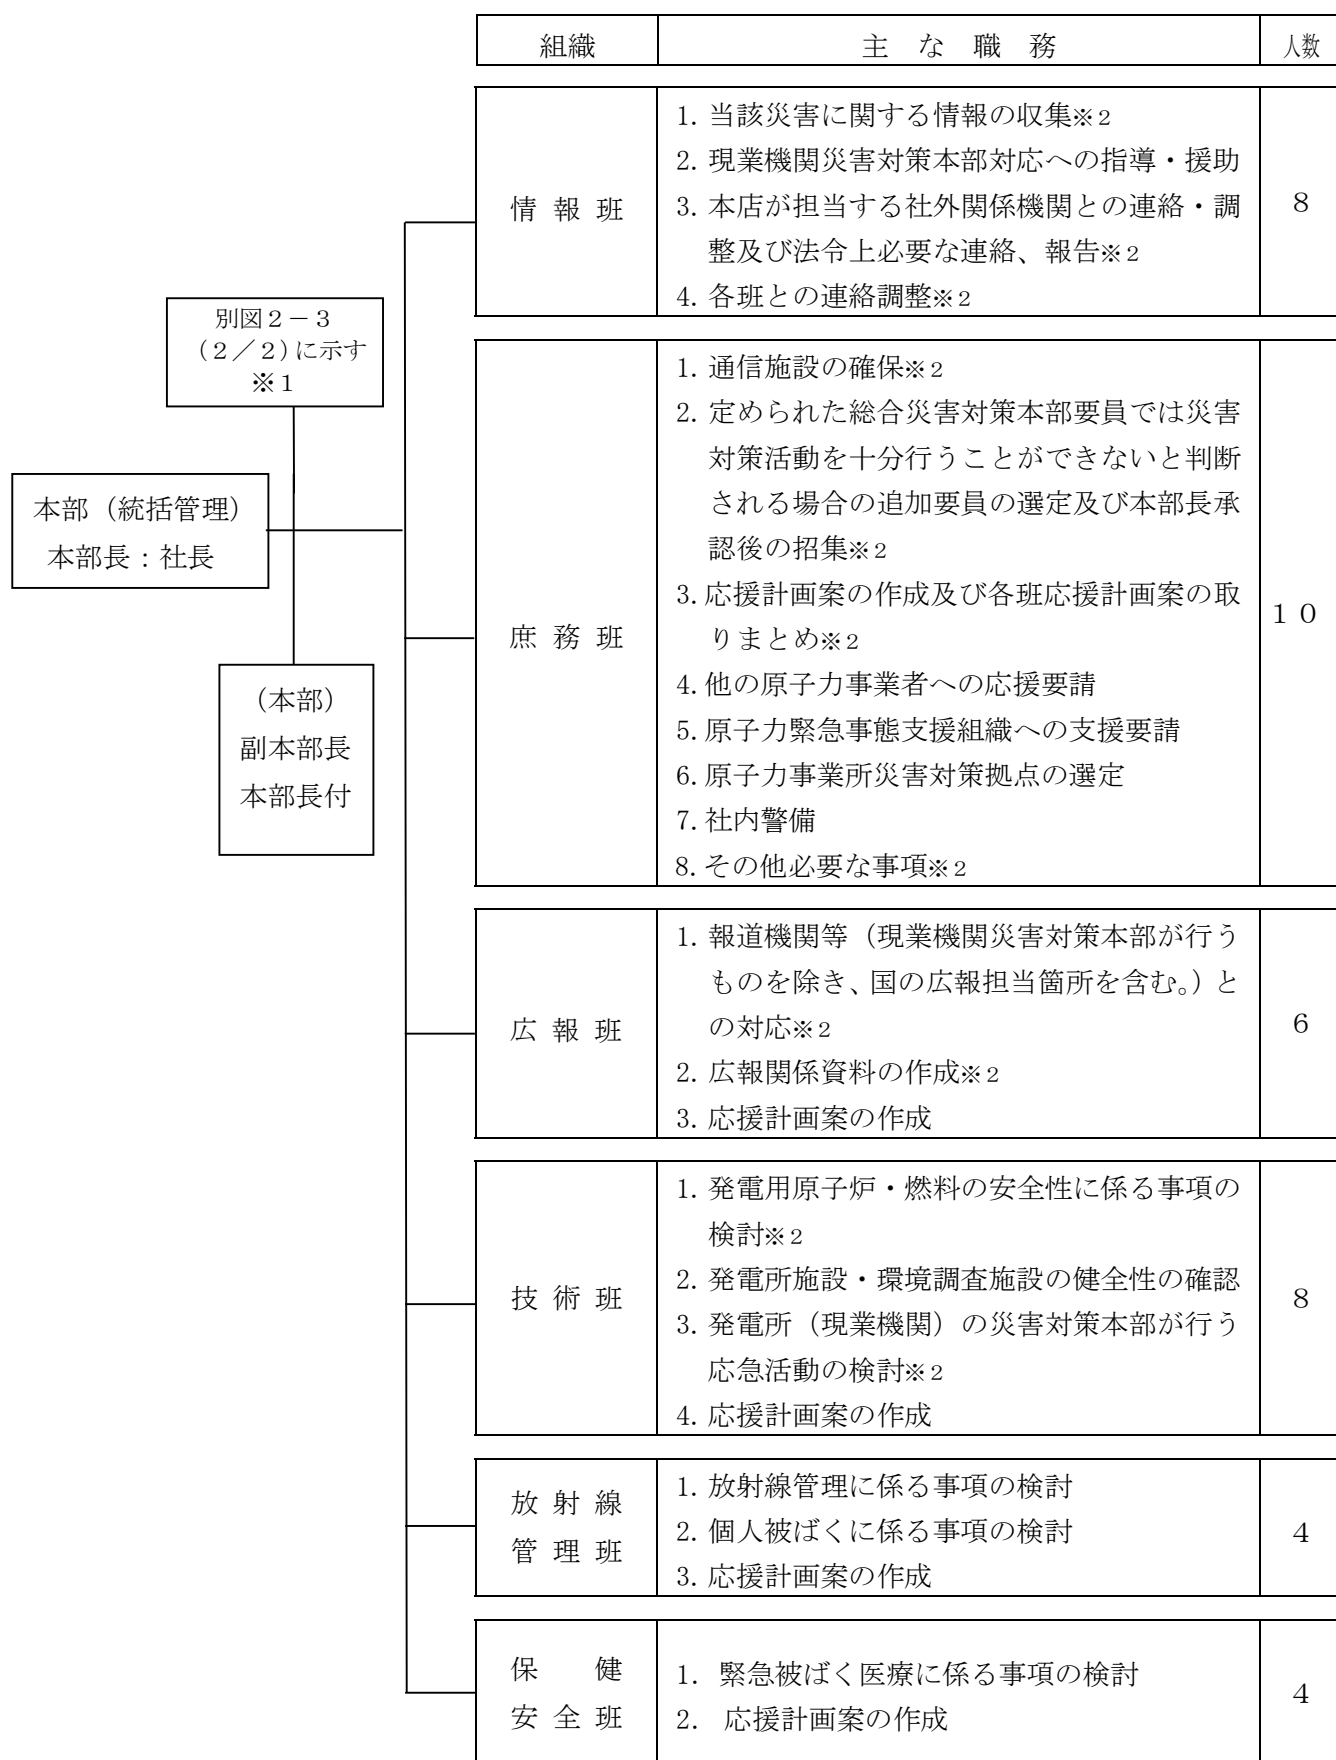 組織 主な職務 人数
情報班
1. 当該災害に関する情報の収集※2
2. 現業機関災害対策本部対応への指導・援助
3. 本店が担当する社外関係機関との連絡・調
整及び法令上必要な連絡、報告※2
4. 各班との連絡調整※2
8
別図2-3
(2/2)に示す
※1
本部(統括管理)
本部長:社長
(本部)
副本部長
本部長付
庶務班
1. 通信施設の確保※2
2. 定められた総合災害対策本部要員では災害
対策活動を十分行うことができないと判断
される場合の追加要員の選定及び本部長承
認後の招集※2
3. 応援計画案の作成及び各班応援計画案の取
りまとめ※2
4. 他の原子力事業者への応援要請
5. 原子力緊急事態支援組織への支援要請
6. 原子力事業所災害対策拠点の選定
7. 社内警備
8. その他必要な事項※2
10
広報班
1. 報道機関等(現業機関災害対策本部が行う
ものを除き、国の広報担当箇所を含む。)と
の対応※2
2. 広報関係資料の作成※2
3. 応援計画案の作成
6
技術班
1. 発電用原子炉・燃料の安全性に係る事項の
検討※2
2. 発電所施設・環境調査施設の健全性の確認
3. 発電所(現業機関)の災害対策本部が行う
応急活動の検討※2
4. 応援計画案の作成
8
放射線
管理班
1. 放射線管理に係る事項の検討
2. 個人被ばくに係る事項の検討
3. 応援計画案の作成
4
保健
安全班
1. 緊急被ばく医療に係る事項の検討
2. 応援計画案の作成
4